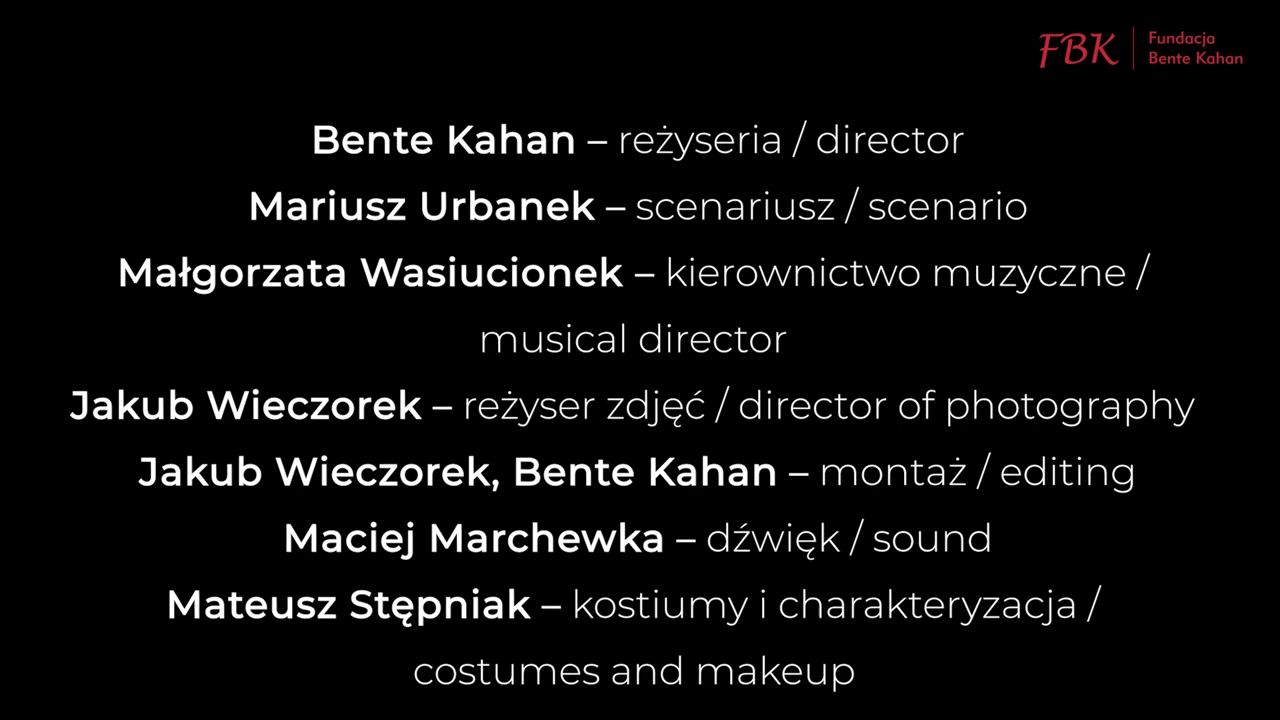 FBK
Fundacja
Bente Kahan
Bente Kahan – reżyseria / director
Mariusz Urbanek – scenariusz / scenario
Małgorzata Wasiucionek – kierownictwo muzyczne /
musical director
Jakub Wieczorek – reżyser zdjęć / director of photography
Jakub Wieczorek, Bente Kahan – montaż / editing
Maciej Marchewka – dźwięk / sound
Mateusz Stępniak – kostiumy i charakteryzacja /
costumes and makeup